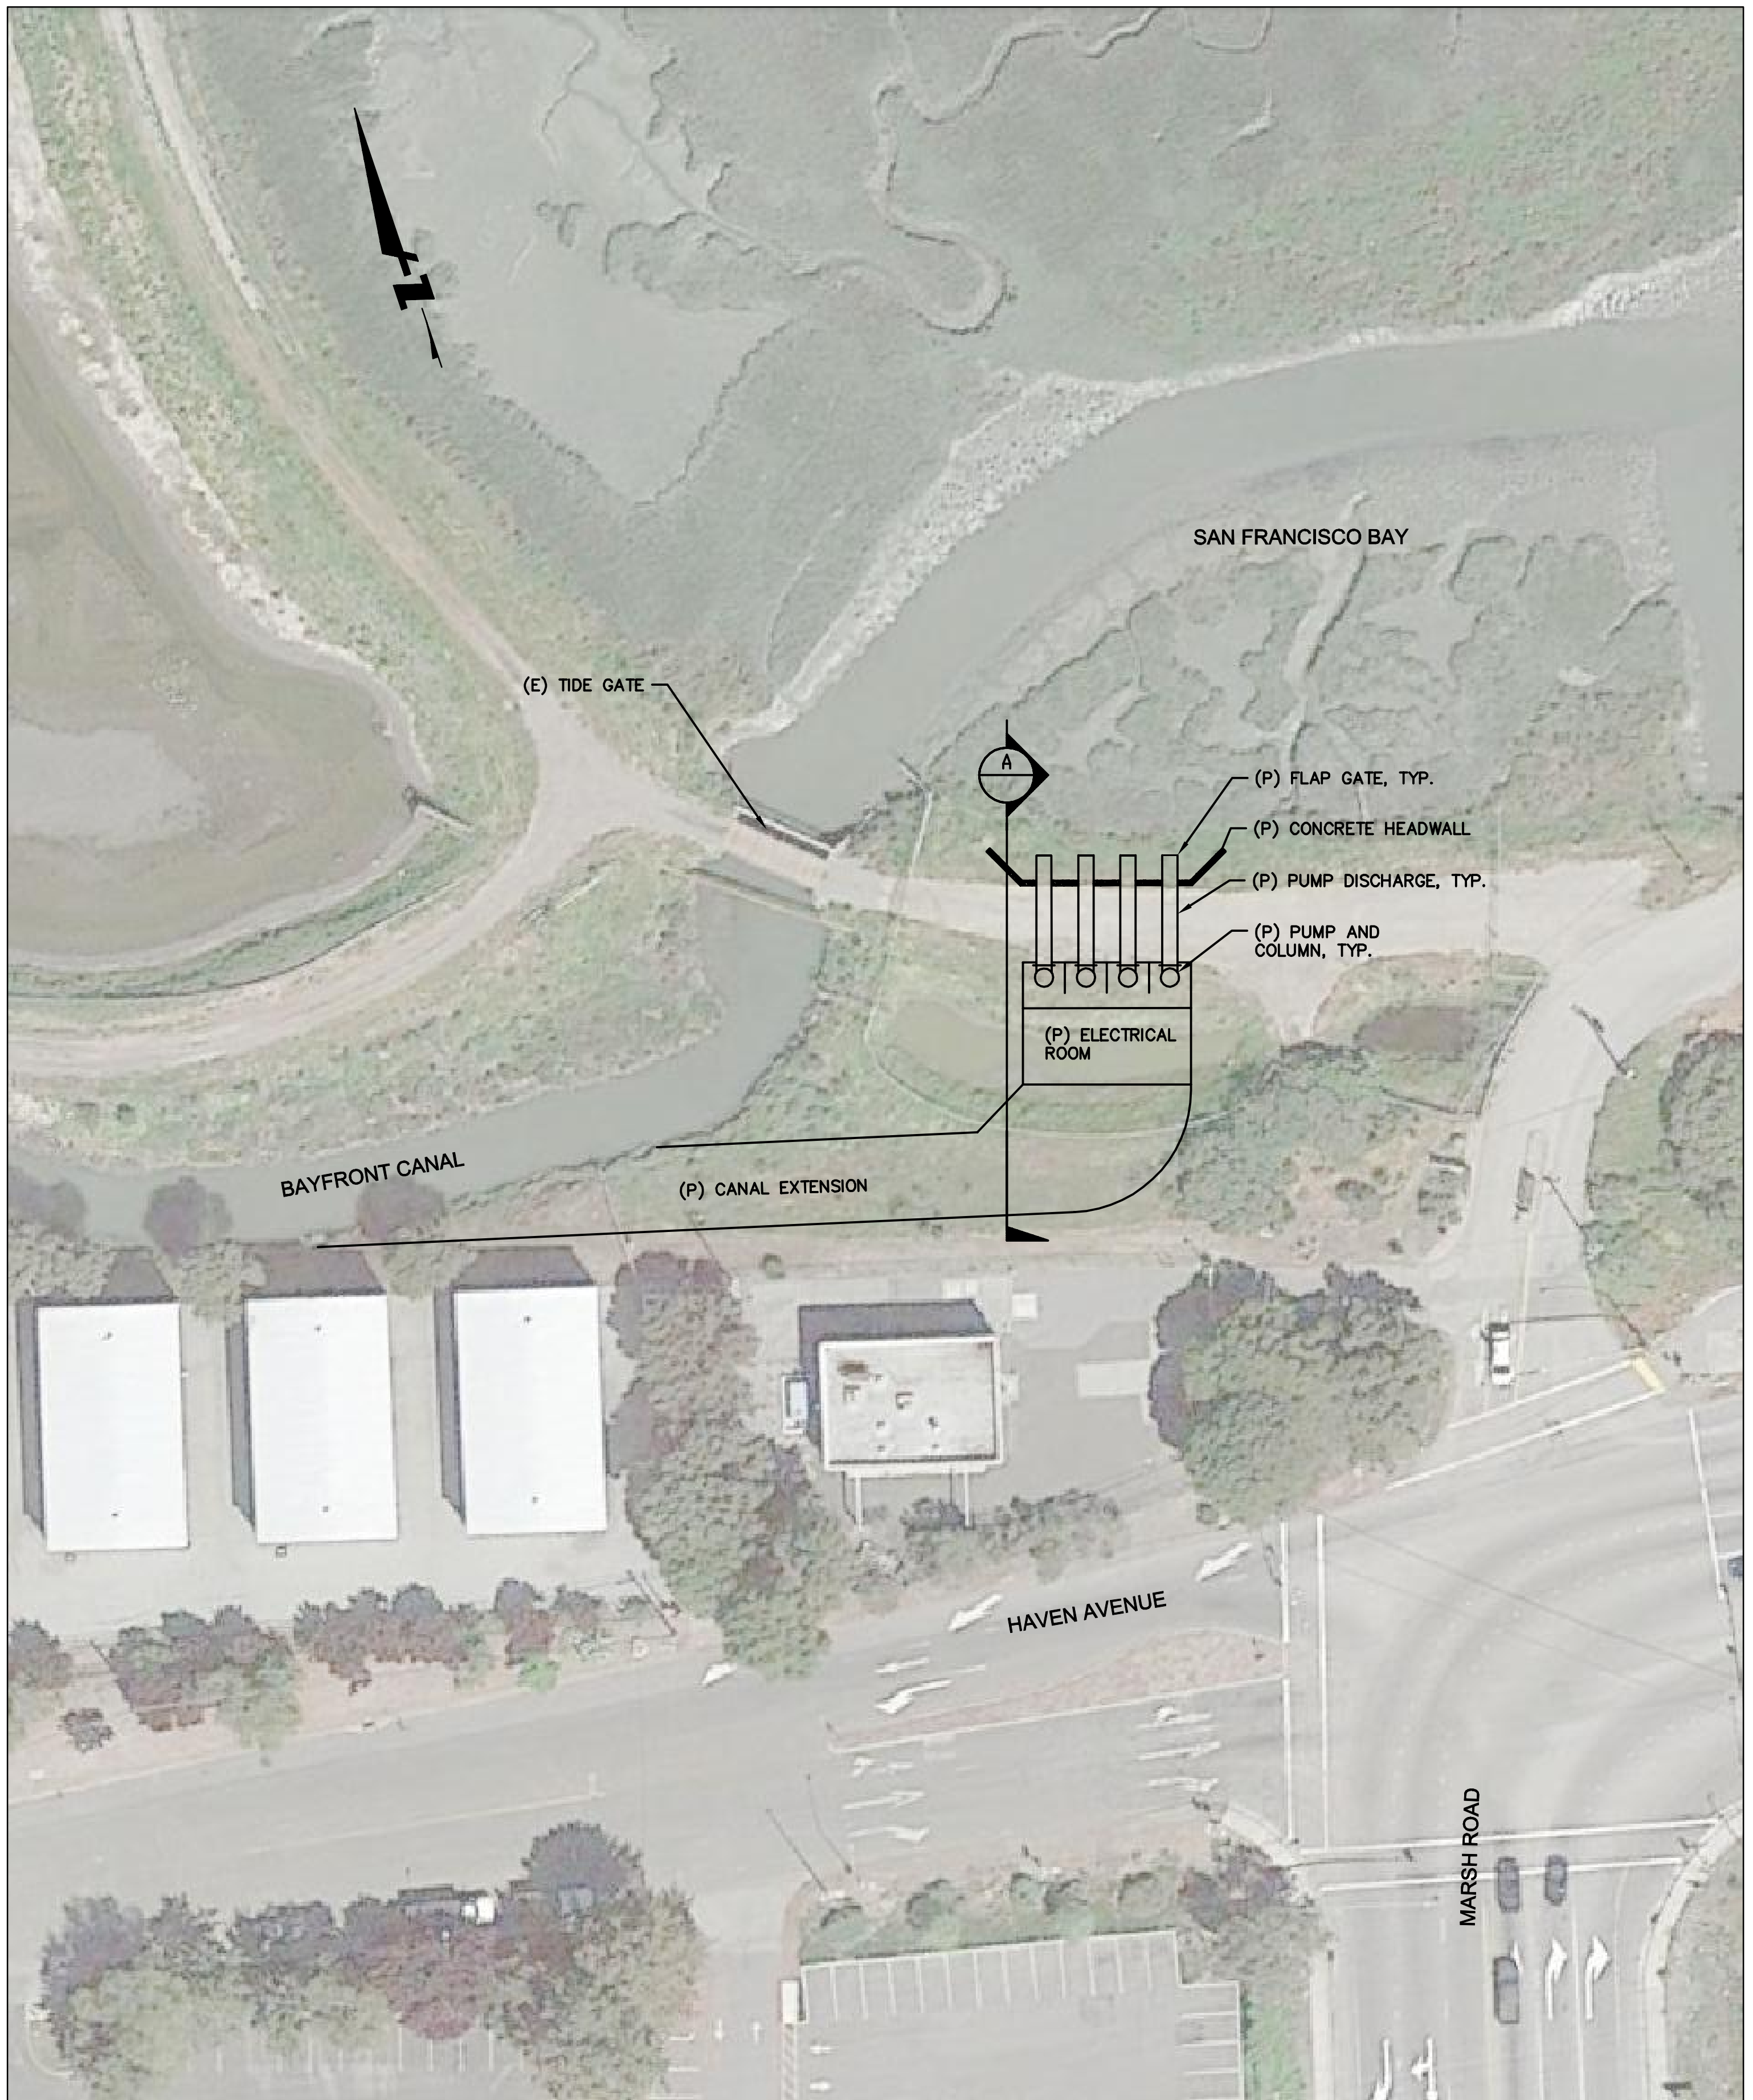 N
SAN FRANCISCO BAY
(E) TIDE GATE
A
(P) FLAP GATE, TYP.
(P) CONCRETE HEADWALL
(P) PUMP DISCHARGE, TYP.
(P) PUMP AND
COLUMN, TYP.
(P) ELECTRICAL
ROOM
BAYFRONT CANAL
(P) CANAL EXTENSION
HAVEN AVENUE
MARSH ROAD